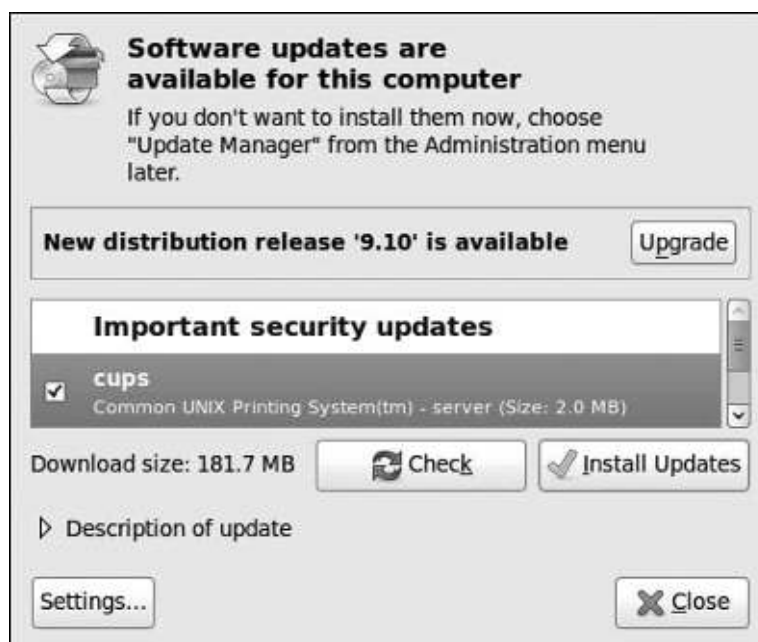 Software updates are
available for this computer
If you don't want to install them now, choose
"Update Manager" from the Administration menu
later.
New distribution release '9.10' is available
Upgrade
Important security updates
cups
Common UNIX Printing System(tm) - server (Size: 2.0 MB)
Download size: 181.7 MB
Check
Install Updates
Description of update
Settings...
Close